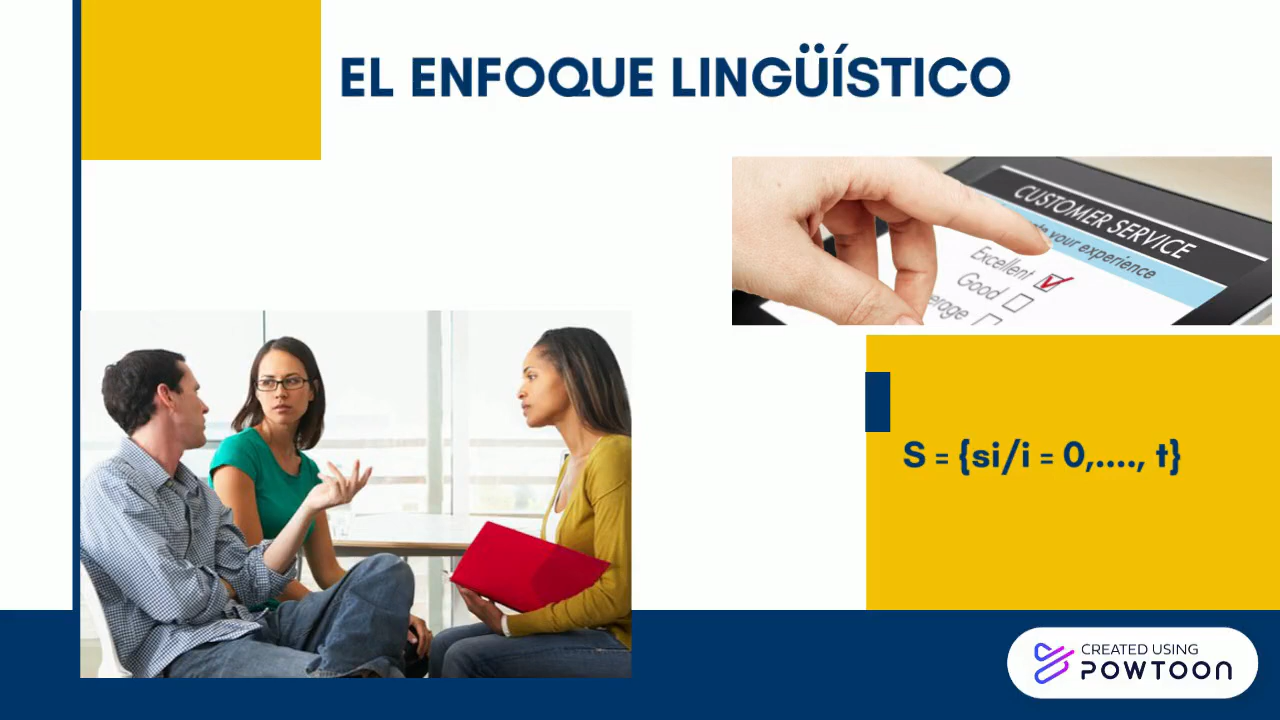 EL ENFOQUE LINGÜÍSTICO
CUSTOMER SERVICE
your experience
Excellent
Good
S = {si/i = 0,...., t}
CREATED USING
POWTOON